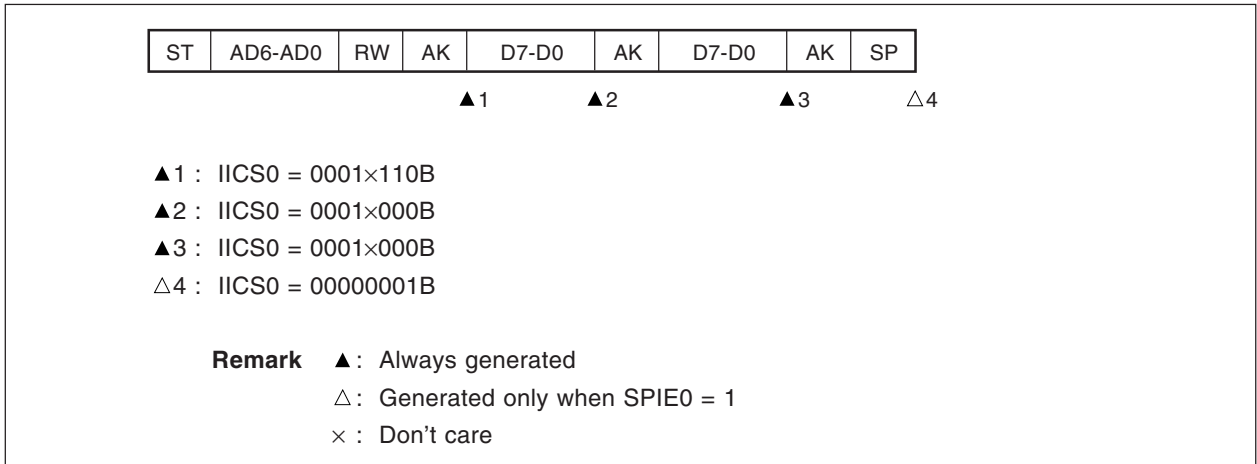 ST AD6-AD0 RW AK D7-D0 AK D7-D0 AK SP
▲1 ▲2 ▲3 △4
▲1 : IICS0 = 0001×110B
▲2 : IICS0 = 0001×000B
▲3 : IICS0 = 0001×000B
△4 : IICS0 = 00000001B
Remark ▲ : Always generated
△ : Generated only when SPIE0 = 1
× : Don't care